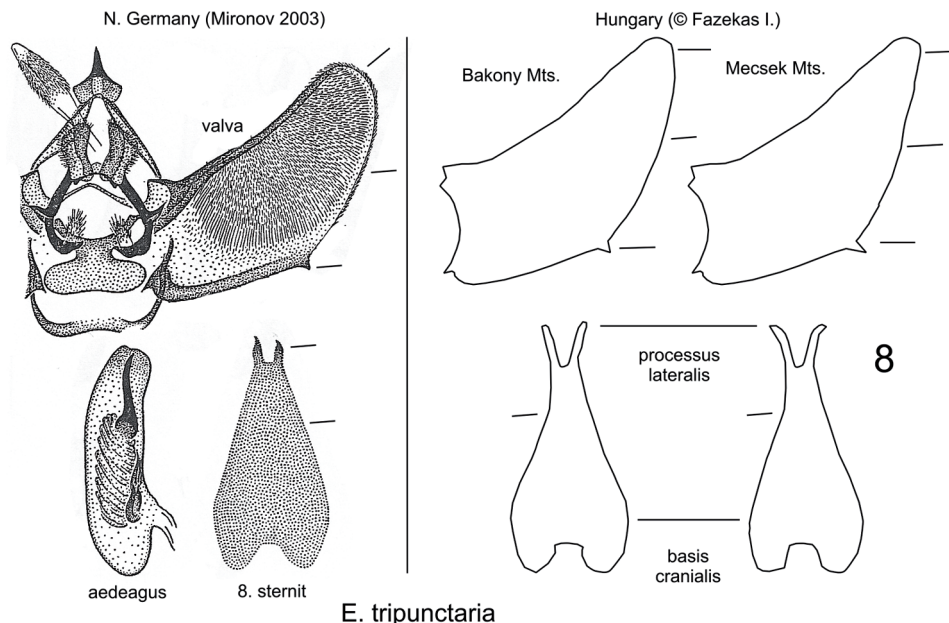 N. Germany (Mironov 2003)
valva
aedeagus
8. sternit
Hungary (© Fazekas I.)
Bakony Mts.
Mecsek Mts.
processus
lateralis
8
basis
cranialis
E. tripunctaria